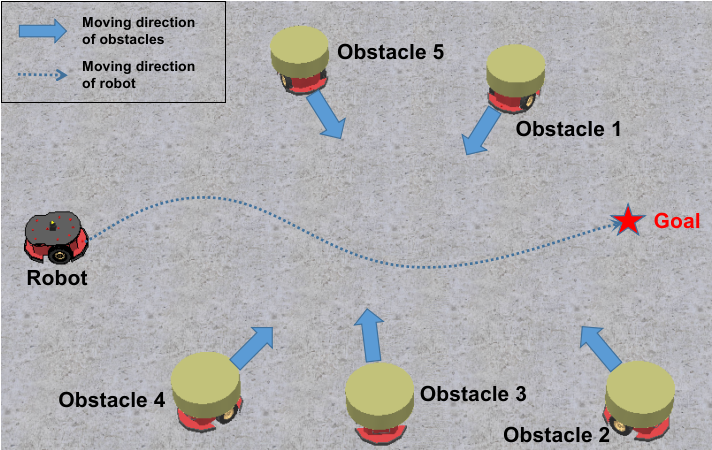 Moving direction
of obstacles
Moving direction
of robot
Obstacle 5
Obstacle 1
Goal
Robot
Obstacle 4
Obstacle 3
Obstacle 2